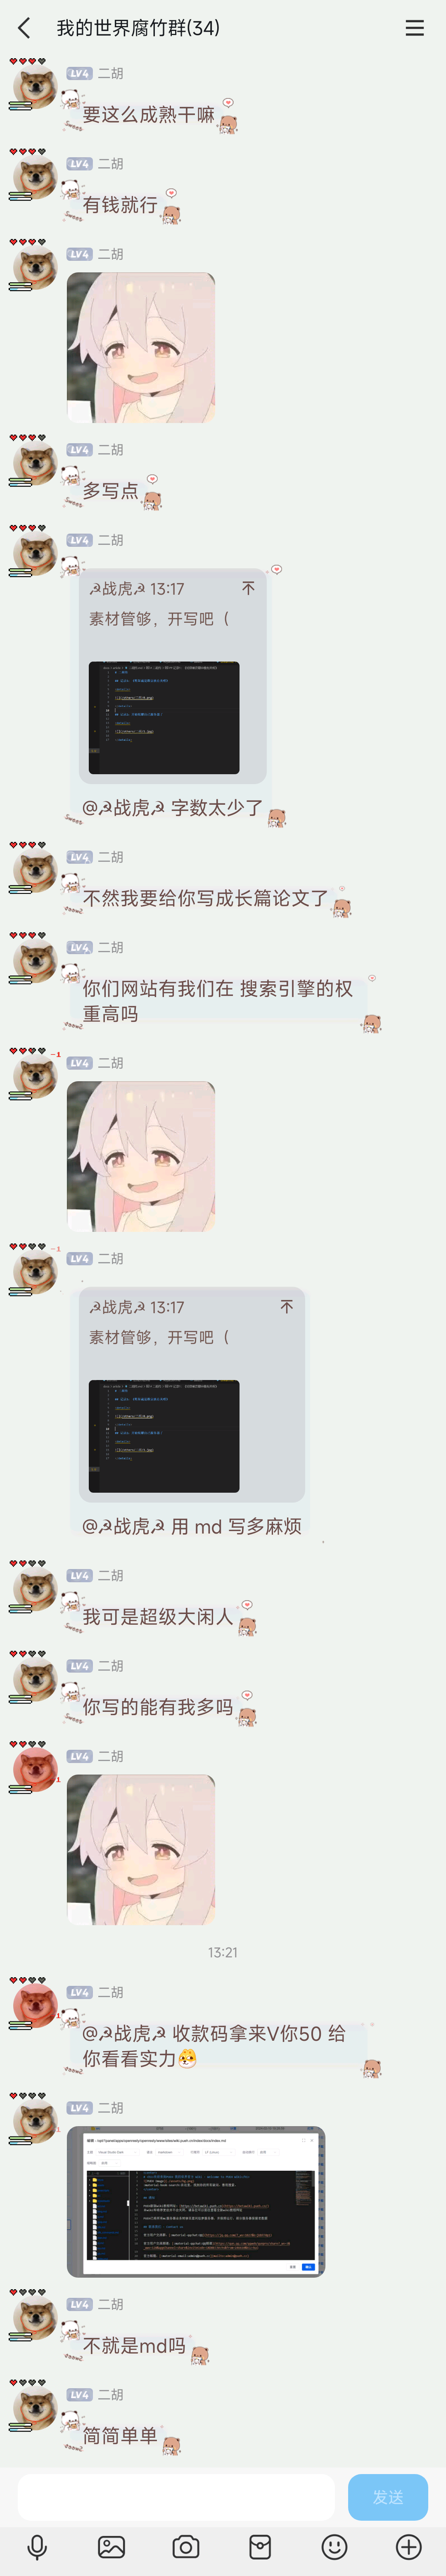 我的世界腐竹群(34)
LV4 二胡
要这么成熟干嘛
LV4 二胡
有钱就行
LV4 二胡
LV4 二胡
多写点
LV4 二胡
☭战虎☭ 13:17
素材管够，开写吧（
@☭战虎☭ 字数太少了
LV4 二胡
不然我要给你写成长篇论文了
LV4 二胡
你们网站有我们在 搜索引擎的权
重高吗
LV4 二胡
-1
LV4 二胡
-1
☭战虎☭ 13:17
素材管够，开写吧（
@☭战虎☭ 用 md 写多麻烦
LV4 二胡
我可是超级大闲人
LV4 二胡
你写的能有我多吗
LV4 二胡
13:21
LV4 二胡
@☭战虎☭ 收款码拿来V你50 给
你看看实力
LV4 二胡
LV4 二胡
不就是md吗
LV4 二胡
简简单单
发送